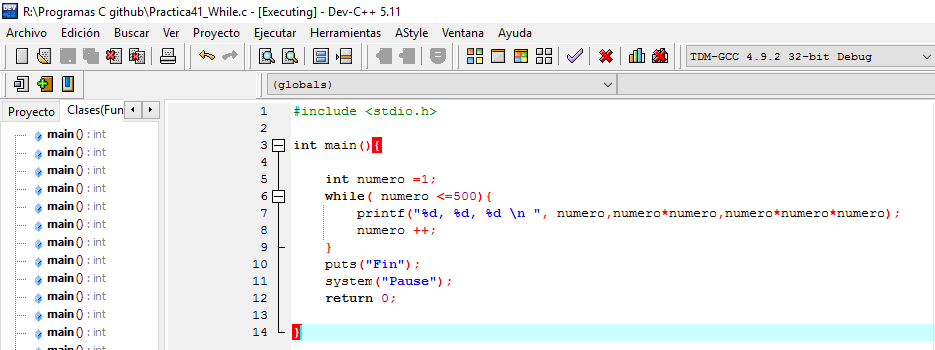 R:\Programas C github\Practica41_While.c - [Executing] - Dev-C++ 5.11
Archivo Edición Buscar Ver Proyecto Ejecutar Herramientas AStyle Ventana Ayuda
TDM-GCC 4.9.2 32-bit Debug
(globals)
Proyecto Clases(Fun
main () : int
main () : int
main () : int
main () : int
main () : int
main () : int
main () : int
main () : int
main () : int
main () : int
main () : int
main () : int
main () : int
1 #include <stdio.h>
2
3 int main(){
4
5 int numero =1;
6 while( numero <=500){
7 printf("%d, %d, %d \n ", numero,numero*numero,numero*numero*numero);
8 numero ++;
9 }
10 puts("Fin");
11 system("Pause");
12 return 0;
13
14 }